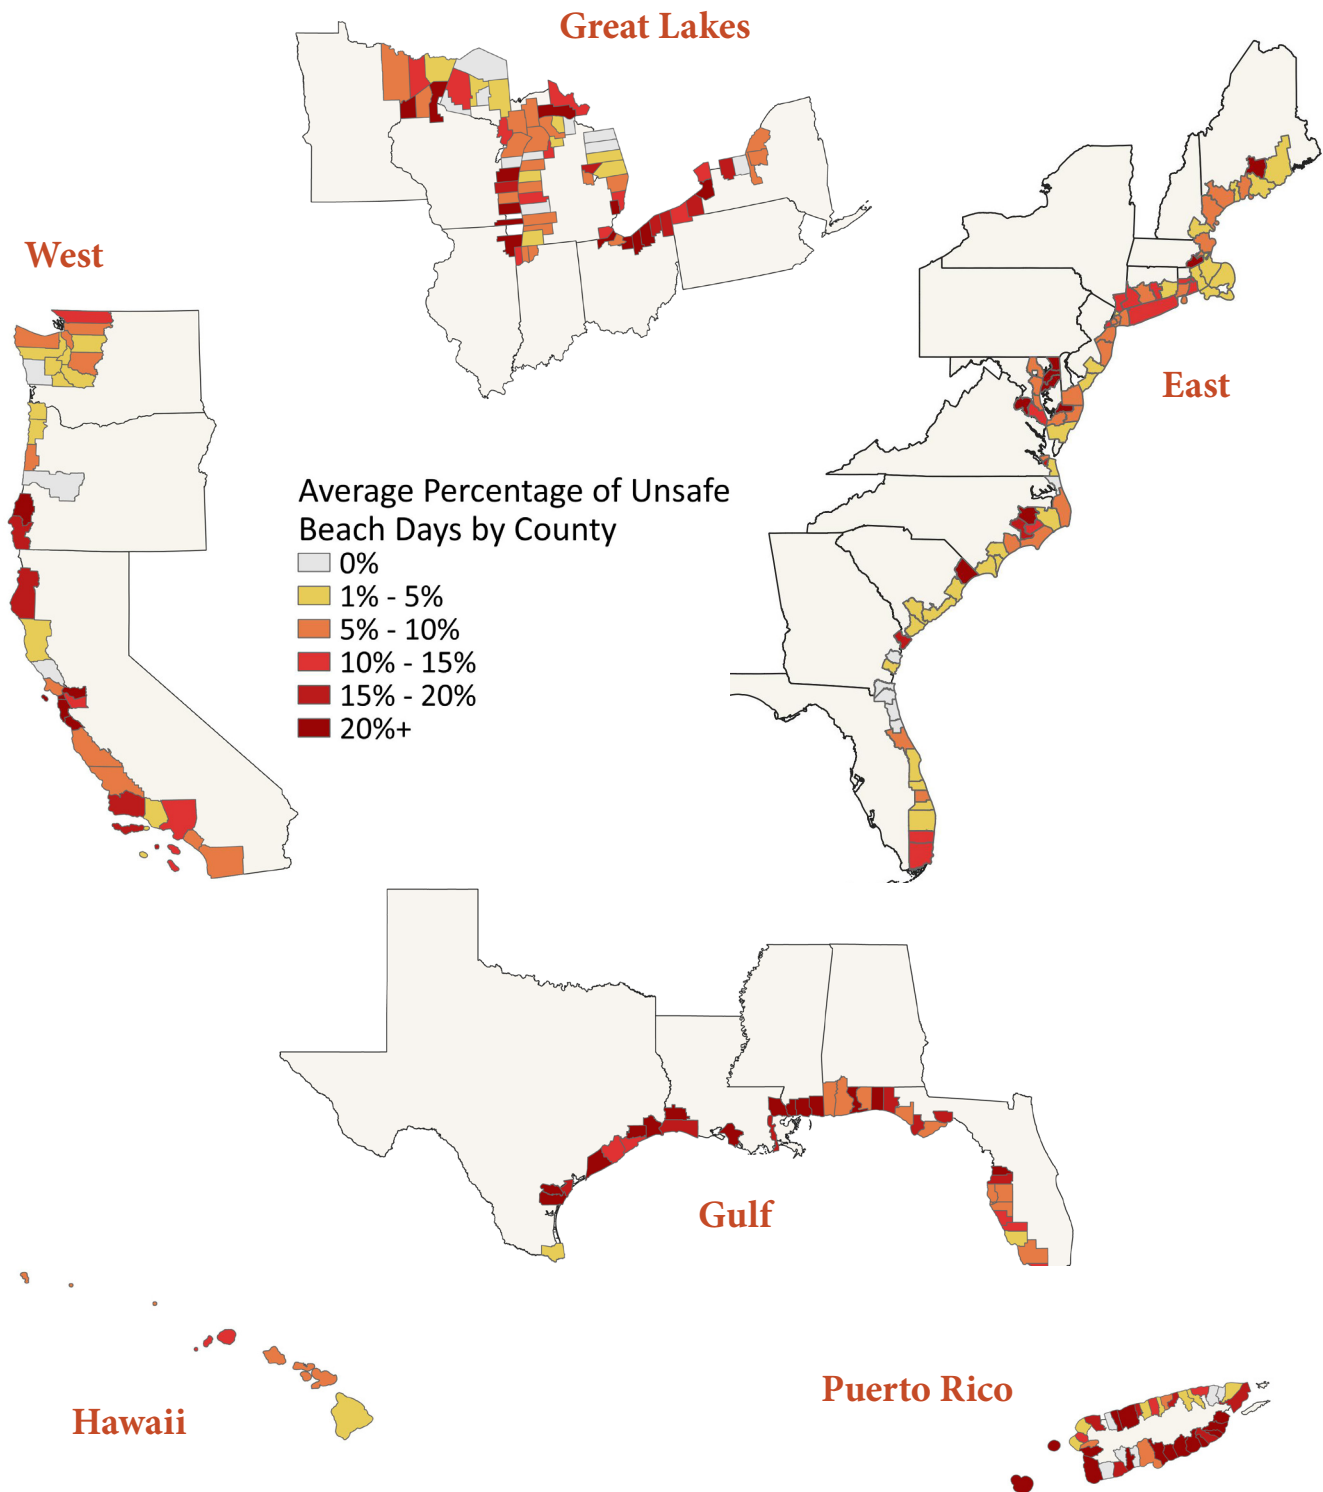 Great Lakes
West
East
Average Percentage of Unsafe
Beach Days by County
0%
1% - 5%
5% - 10%
10% - 15%
15% - 20%
20%+
Gulf
Puerto Rico
Hawaii